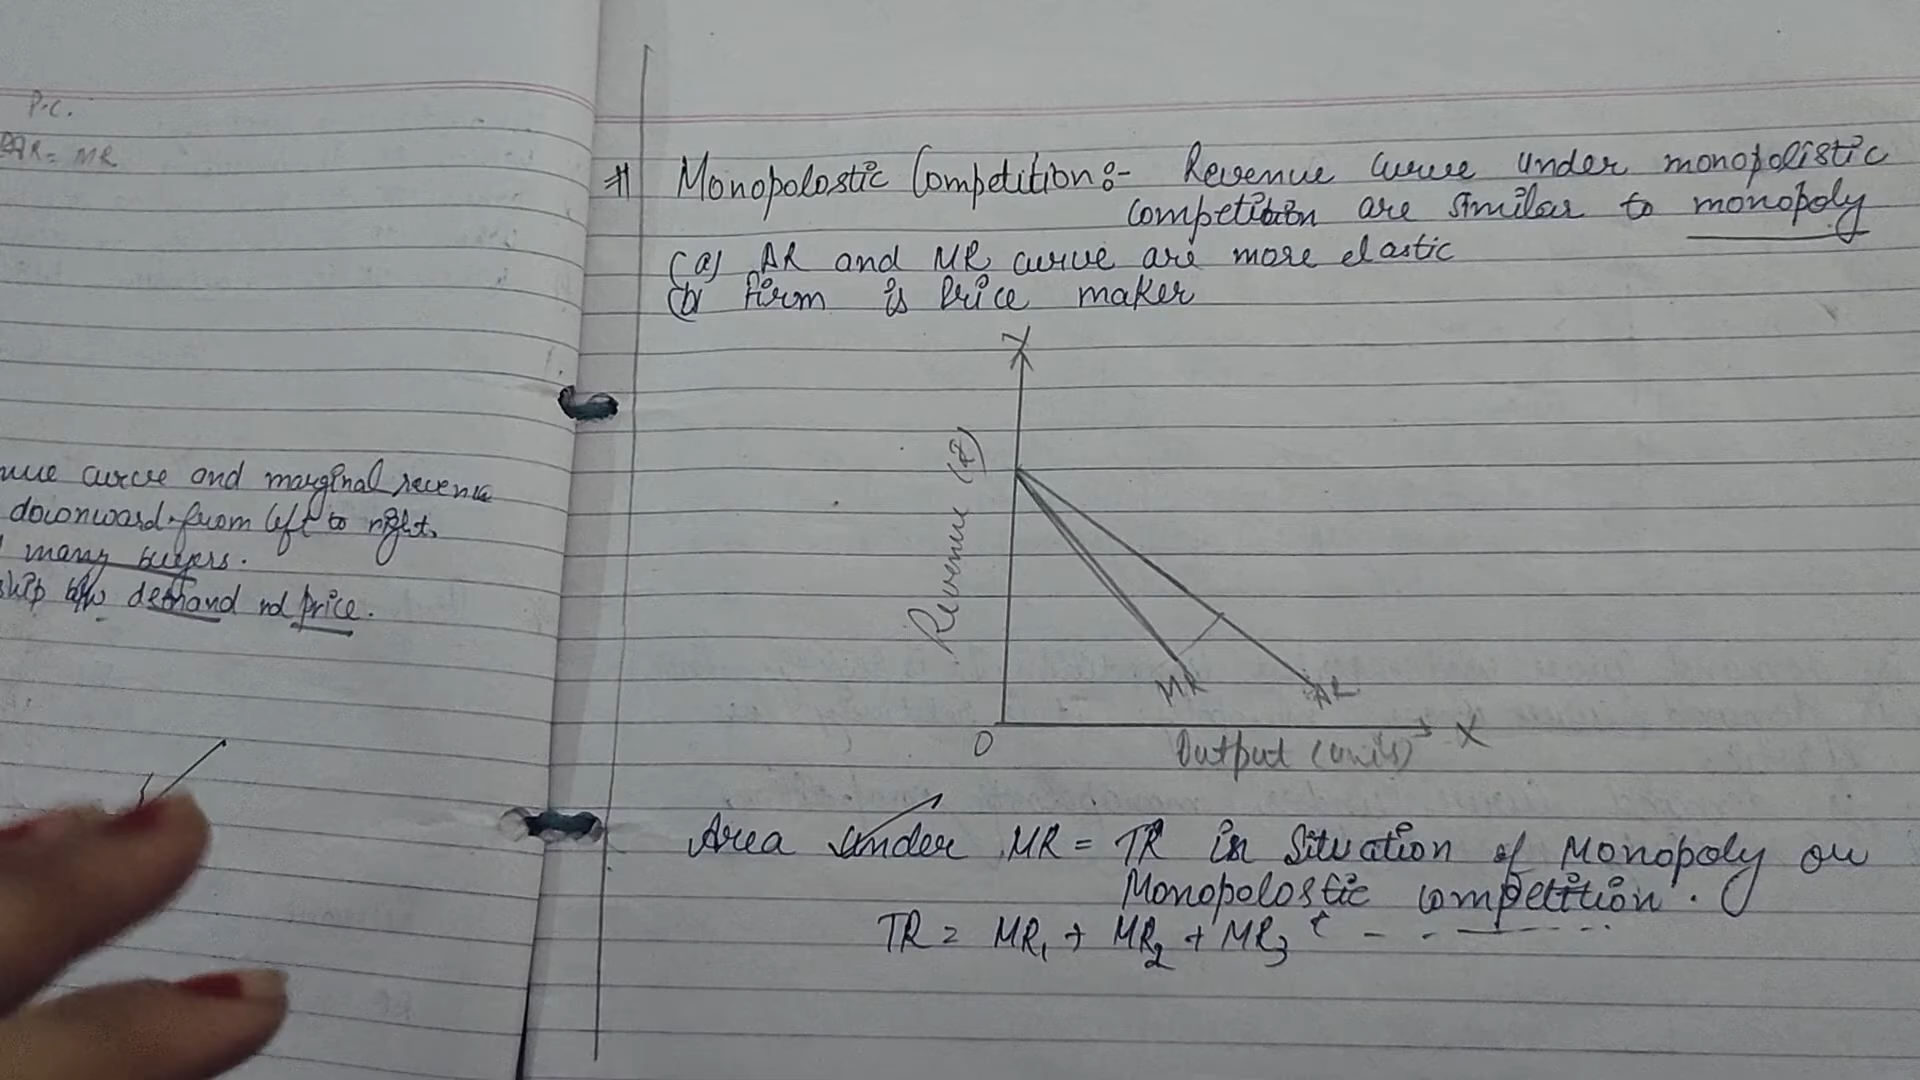 P.C.
AR = MR
nue curve and marginal revenue
downward from left to right.
many buyers.
ship b/w demand nd price.
# Monopolostic Competition :- Revenue curve under monopolistic
competition are similar to monopoly
(a) AR and MR curve are more elastic
(b) firm is Price maker
Y
Revenue (₹)
MR
AR
O
X
Output (units)
Area under MR = TR in Situation of Monopoly or
Monopolostic competition.
TR = MR1 + MR2 + MR3 + - - -